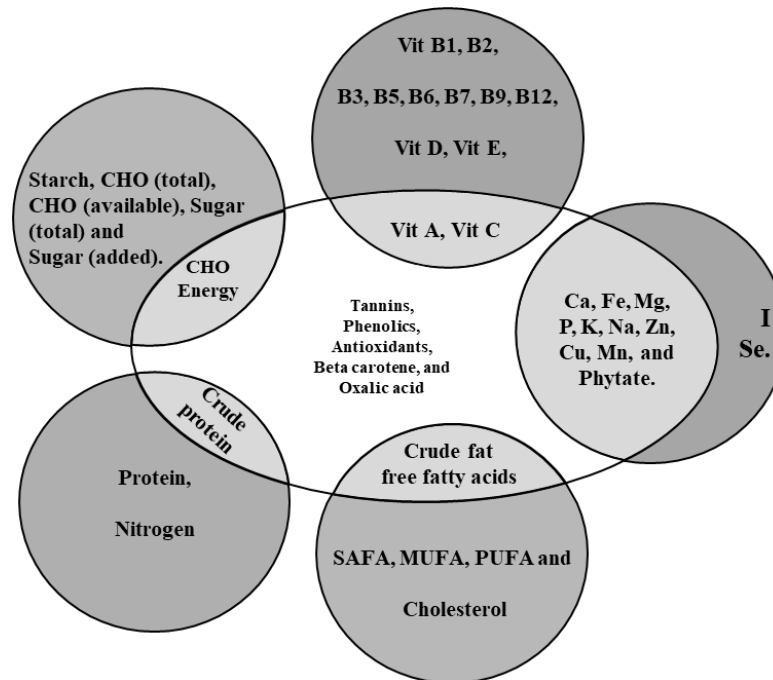 Vit B1, B2,
B3, B5, B6, B7, B9, B12,
Vit D, Vit E,
Vit A, Vit C
Starch, CHO (total),
CHO (available), Sugar
(total) and
Sugar (added).
CHO
Energy
Tannins,
Phenolics,
Antioxidants,
Beta carotene, and
Oxalic acid
Ca, Fe, Mg,
P, K, Na, Zn,
Cu, Mn, and
Phytate.
I
Se.
Crude
protein
Protein,
Nitrogen
Crude fat
free fatty acids
SAFA, MUFA, PUFA and
Cholesterol